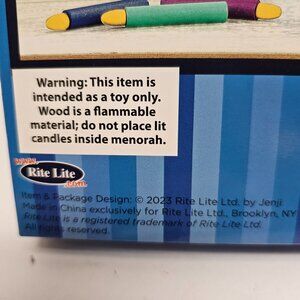 Warning: This item is
intended as a toy only.
Wood is a flammable
material; do not place lit
candles inside menorah.
www.
Rite Lite
.com
Item & Package Design: © 2023 Rite Lite Ltd. by Jenji.
Made in China exclusively for Rite Lite Ltd., Brooklyn, NY
Rite Lite is a registered trademark of Rite Lite Ltd.
All rights reserved.